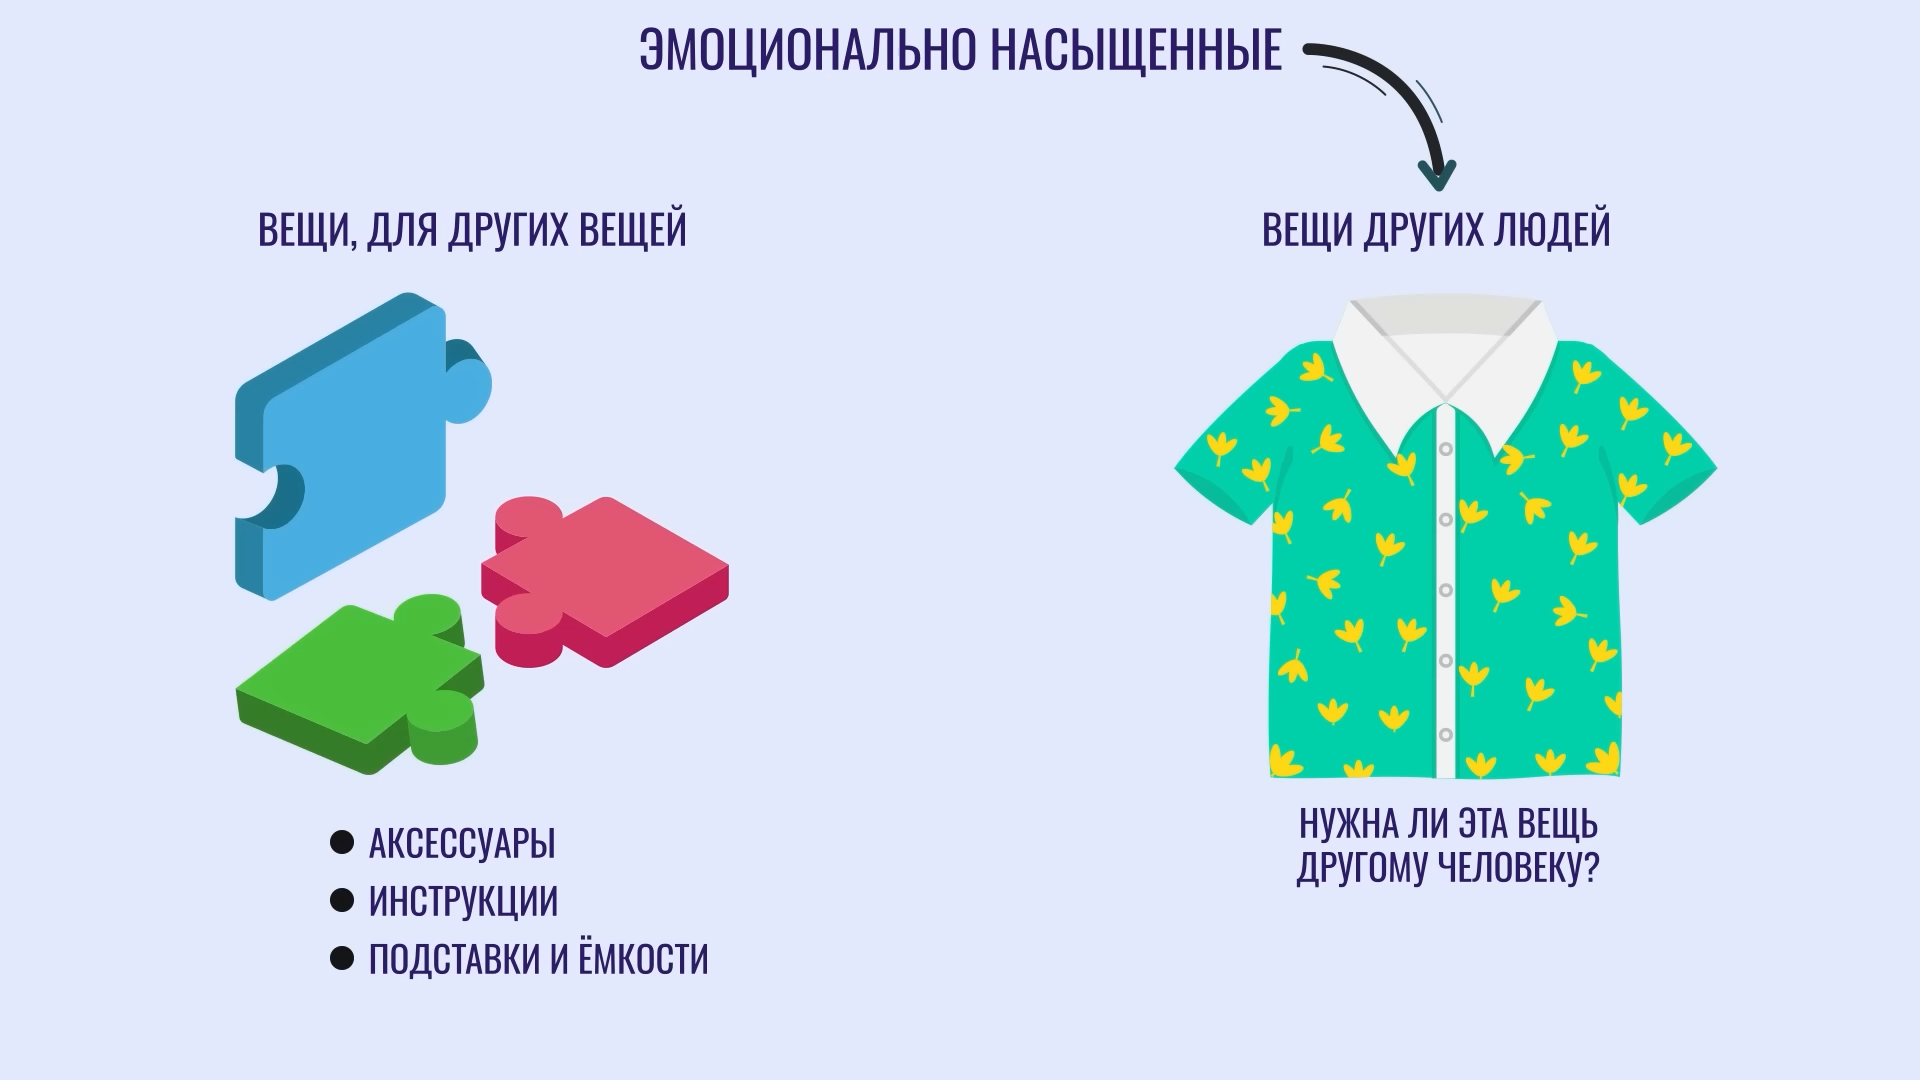 ЭМОЦИОНАЛЬНО НАСЫЩЕННЫЕ
ВЕЩИ, ДЛЯ ДРУГИХ ВЕЩЕЙ
АКСЕССУАРЫ
ИНСТРУКЦИИ
ПОДСТАВКИ И ЁМКОСТИ
ВЕЩИ ДРУГИХ ЛЮДЕЙ
НУЖНА ЛИ ЭТА ВЕЩЬ
ДРУГОМУ ЧЕЛОВЕКУ?